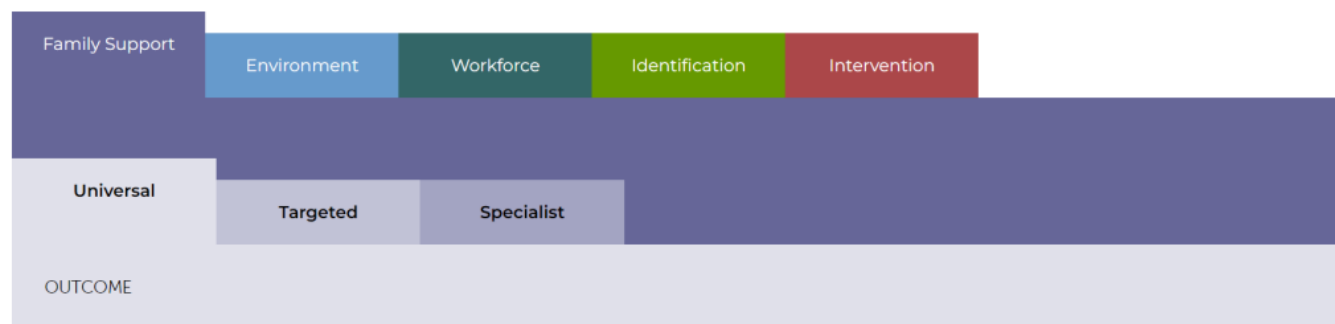 Family Support
Environment
Workforce
Identification
Intervention
Universal
Targeted
Specialist
OUTCOME